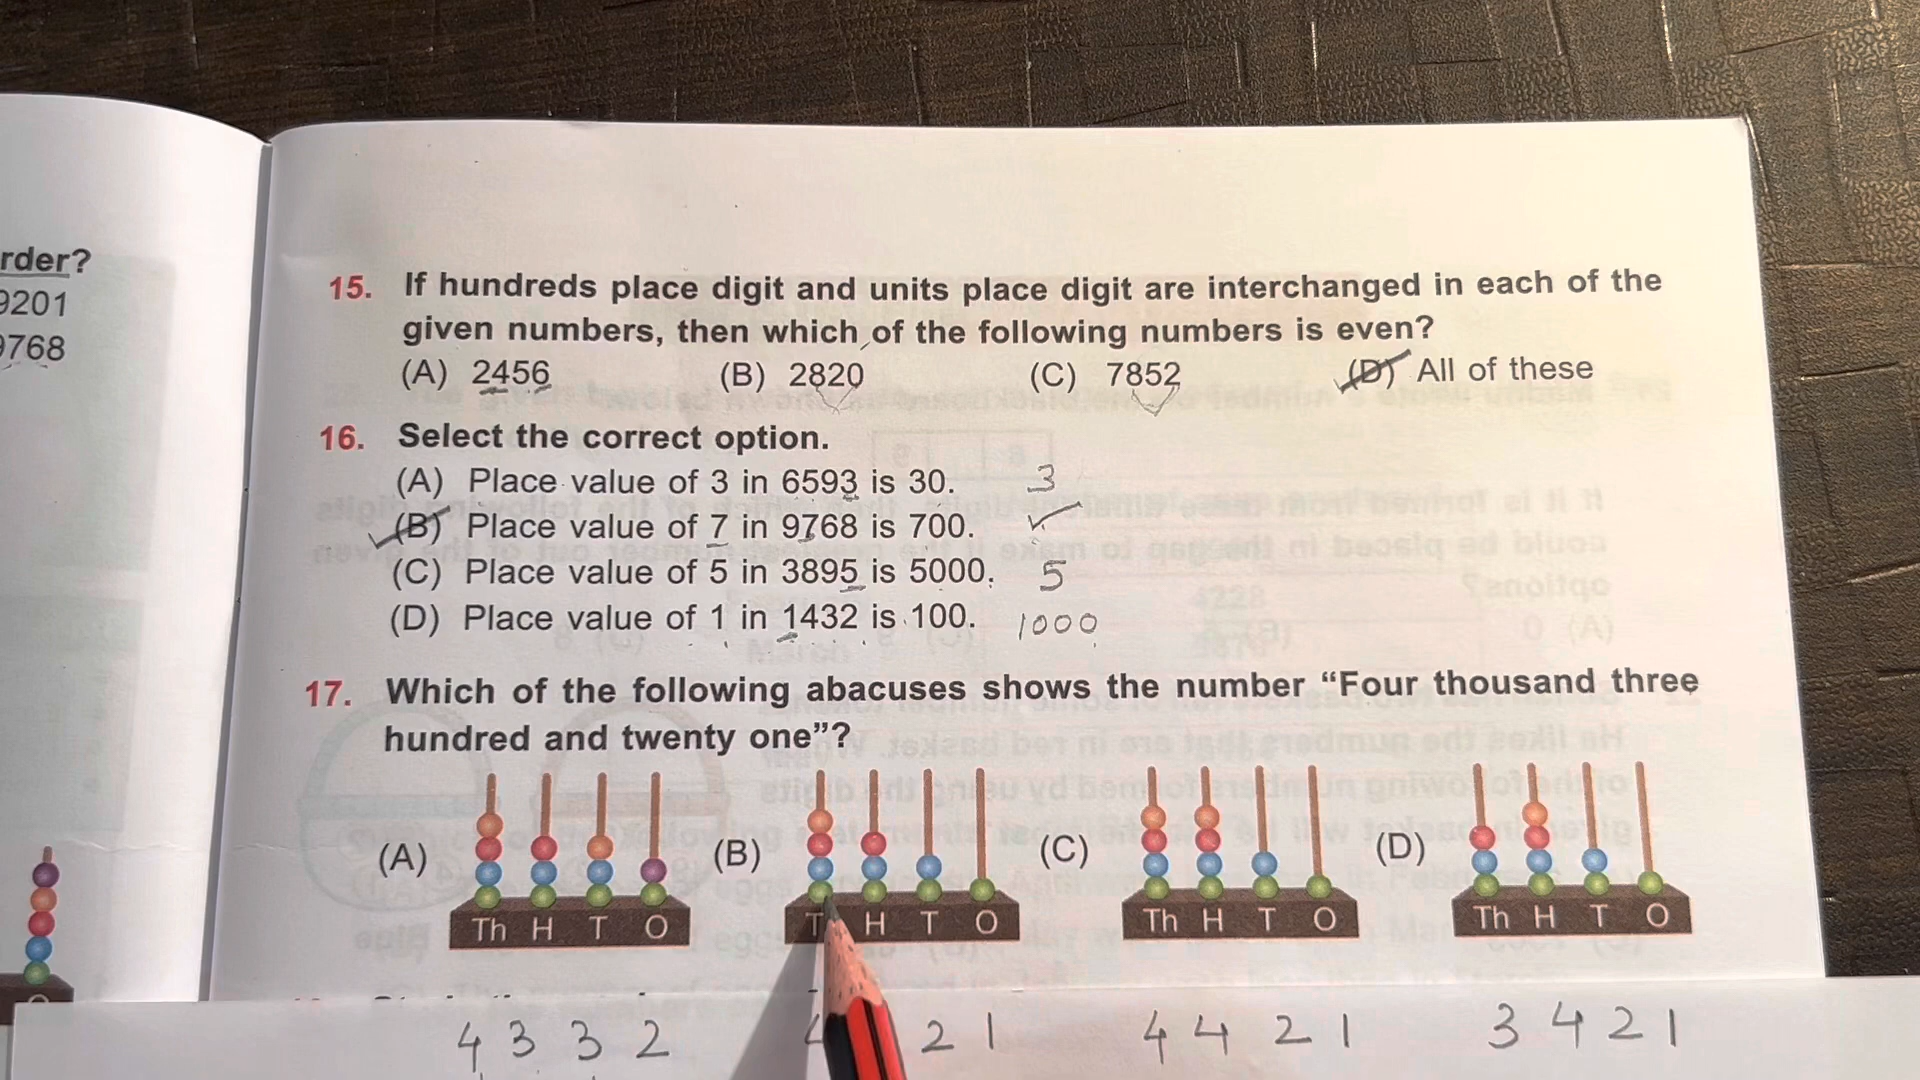 rder?
9201
9768
15. If hundreds place digit and units place digit are interchanged in each of the
given numbers, then which of the following numbers is even?
(A) 2456 (B) 2820 (C) 7852 (D) All of these
16. Select the correct option.
(A) Place value of 3 in 6593 is 30. 3
(B) Place value of 7 in 9768 is 700.
(C) Place value of 5 in 3895 is 5000. 5
(D) Place value of 1 in 1432 is 100. 1000
17. Which of the following abacuses shows the number “Four thousand three
hundred and twenty one”?
(A) (B) (C) (D)
Th H T O T H T O Th H T O Th H T O
4 3 3 2 4 2 1 4 4 2 1 3 4 2 1